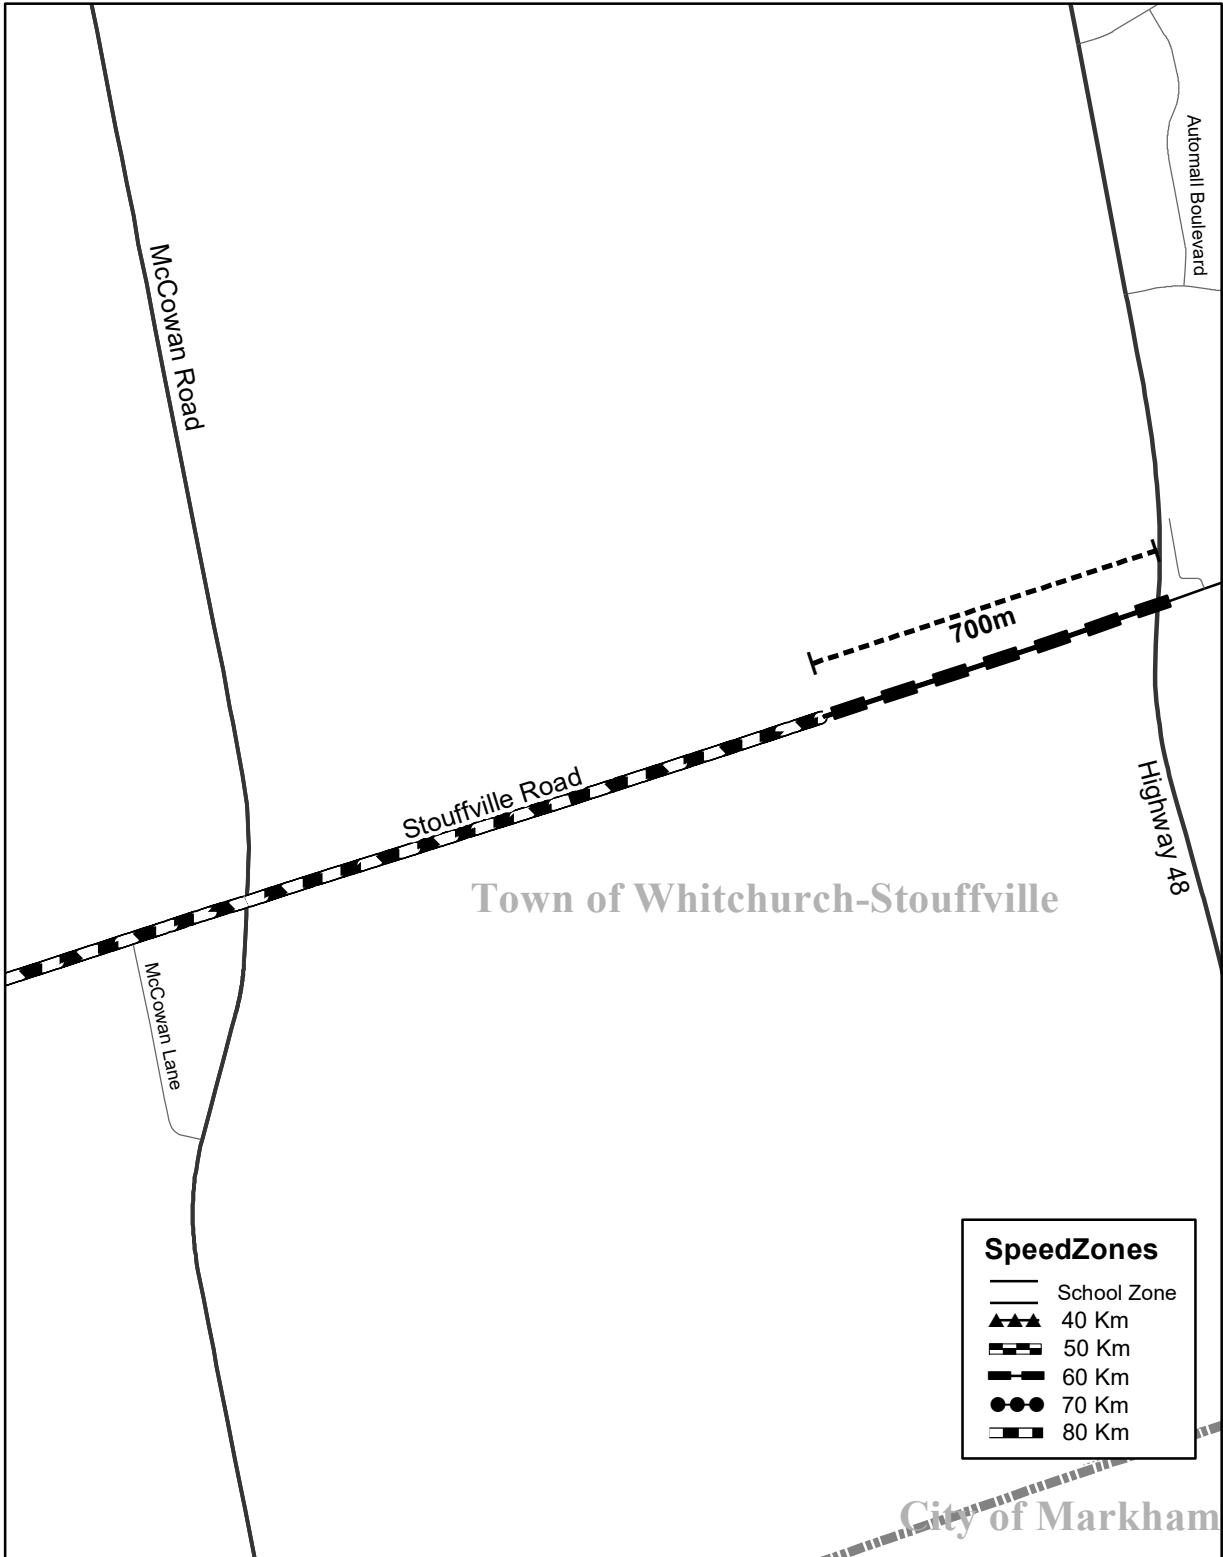 Automall Boulevard
McCowan Road
700m
Stouffville Road
Highway 48
Town of Whitchurch-Stouffville
McCowan Lane
SpeedZones
School Zone
40 Km
50 Km
60 Km
70 Km
80 Km
City of Markham